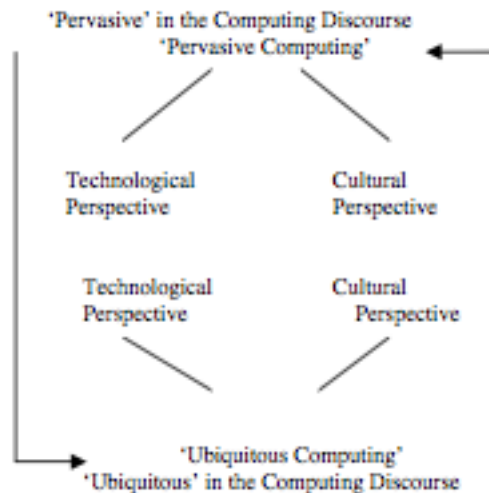 'Pervasive' in the Computing Discourse
'Pervasive Computing'
Technological
Perspective
Cultural
Perspective
Technological
Perspective
Cultural
Perspective
'Ubiquitous Computing'
'Ubiquitous' in the Computing Discourse